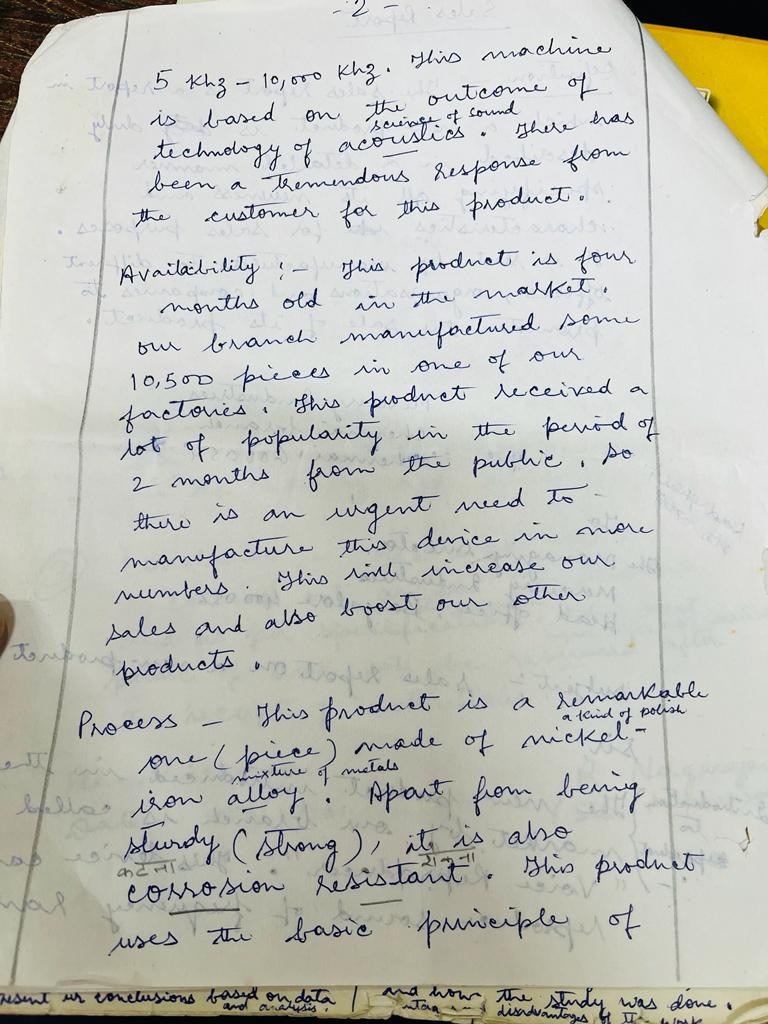 - 2 -
5 Khz - 10,000 Khz. This machine
is based on the outcome of
science of sound
technology of acoustics. There has
been a tremendous response from
the customer for this product.
Availability :- This product is four
months old in the market.
our branch manufactured some
10,500 pieces in one of our
factories. This product received a
lot of popularity in the period of
2 months from the public. So
there is an urgent need to
manufacture this device in more
numbers. This will increase our
sales and also boost our other
products.
Process - This product is a remarkable
a kind of polish
one (piece) made of nickel-
mixture of metals
iron alloy. Apart from being
sturdy (strong), it is also
कटना
corrosion resistant. This product
uses the basic principle of
conclusions based on data / and how the study was done.
and analysis. disadvantages of the work